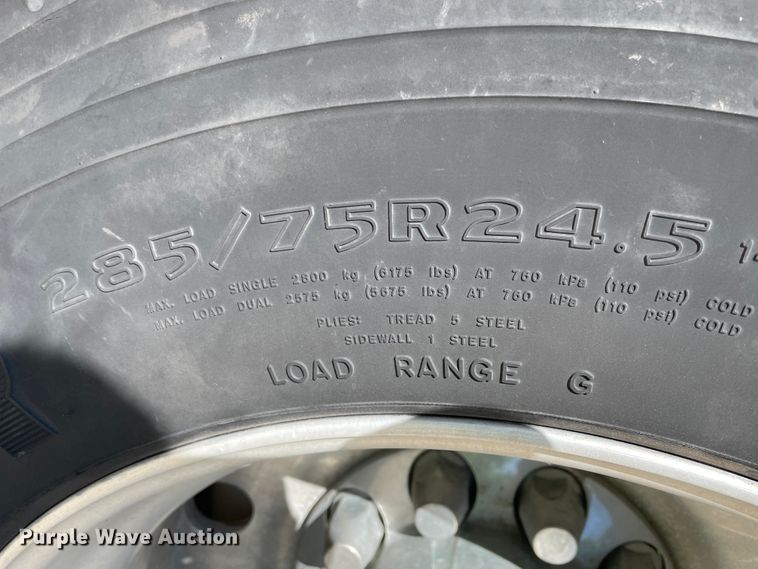 285/75R24.5 14
MAX. LOAD SINGLE 2800 kg (6175 lbs) AT 760 kPa (110 psi) COLD
MAX. LOAD DUAL 2575 kg (5675 lbs) AT 760 kPa (110 psi) COLD
PLIES: TREAD 5 STEEL
SIDEWALL 1 STEEL
LOAD RANGE G
Purple Wave Auction